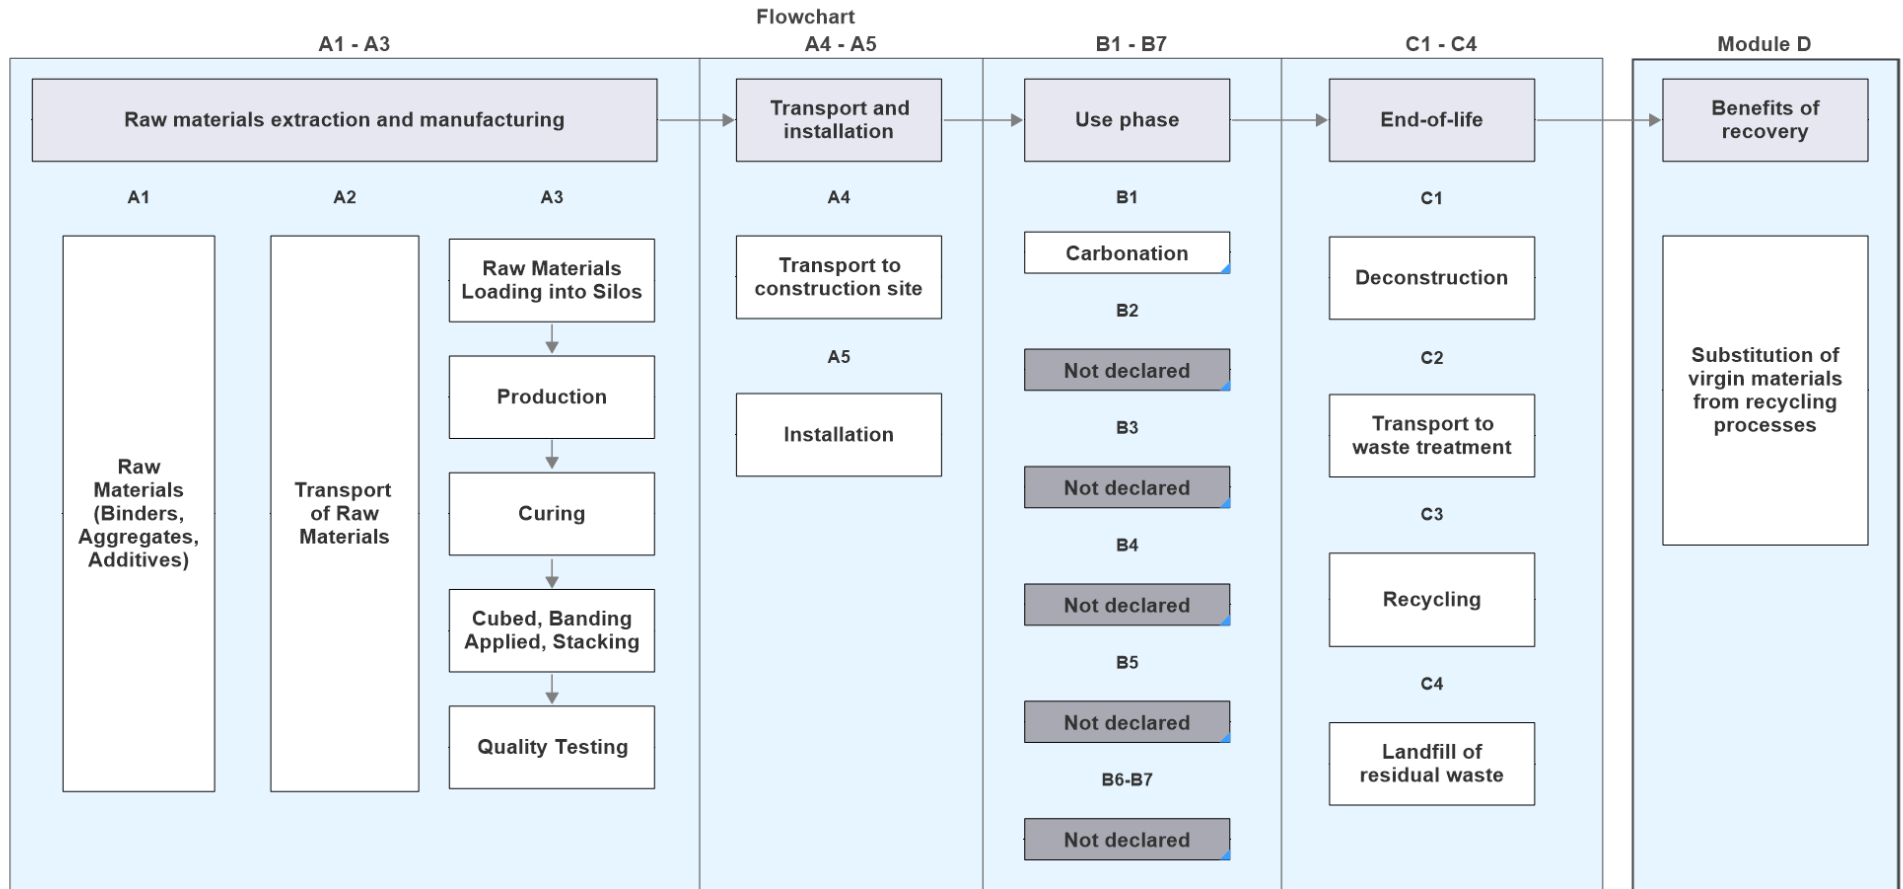 Flowchart
A1 - A3
A4 - A5
B1 - B7
C1 - C4
Module D
Raw materials extraction and manufacturing
Transport and
installation
Use phase
End-of-life
Benefits of
recovery
A1
Raw
Materials
(Binders,
Aggregates,
Additives)
A2
Transport
of Raw
Materials
A3
Raw Materials
Loading into Silos
Production
Curing
Cubed, Banding
Applied, Stacking
Quality Testing
A4
Transport to
construction site
A5
Installation
B1
Carbonation
B2
Not declared
B3
Not declared
B4
Not declared
B5
Not declared
B6-B7
Not declared
C1
Deconstruction
C2
Transport to
waste treatment
C3
Recycling
C4
Landfill of
residual waste
Substitution of
virgin materials
from recycling
processes